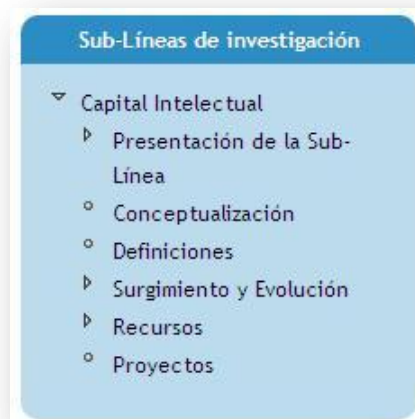 Sub-Líneas de investigación
Capital Intelectual
Presentación de la Sub-
Línea
Conceptualización
Definiciones
Surgimiento y Evolución
Recursos
Proyectos